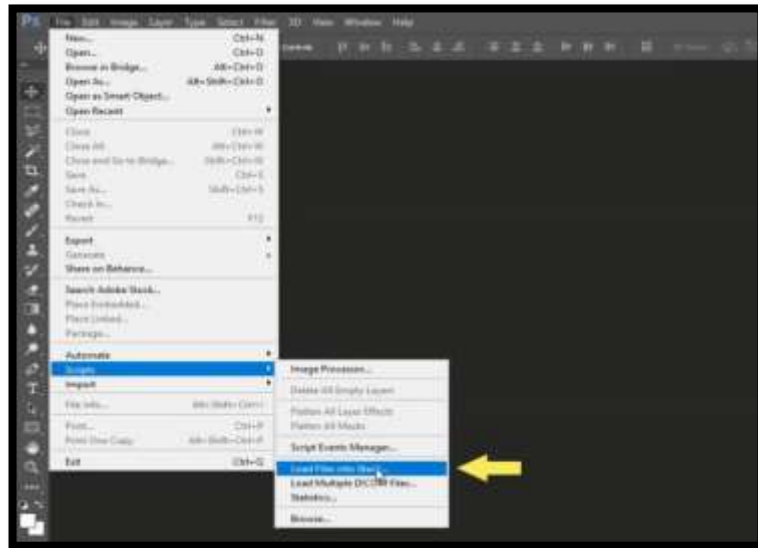 Ps File Edit Image Layer Type Select Filter 3D View Window Help
New... Ctrl+N
Open... Ctrl+O
Browse in Bridge... Alt+Ctrl+O
Open As... Alt+Shift+Ctrl+O
Open as Smart Object...
Open Recent
Close Ctrl+W
Close All Alt+Ctrl+W
Close and Go to Bridge... Shift+Ctrl+W
Save Ctrl+S
Save As... Shift+Ctrl+S
Check In...
Revert F12
Export
Generate
Share on Behance...
Search Adobe Stock...
Place Embedded...
Place Linked...
Package...
Automate
Scripts
Import
File Info... Alt+Shift+Ctrl+I
Print... Ctrl+P
Print One Copy Alt+Shift+Ctrl+P
Exit Ctrl+Q
Image Processor...
Delete All Empty Layers
Flatten All Layer Effects
Flatten All Masks
Script Events Manager...
Load Files into Stack...
Load Multiple DICOM Files...
Statistics...
Browse...